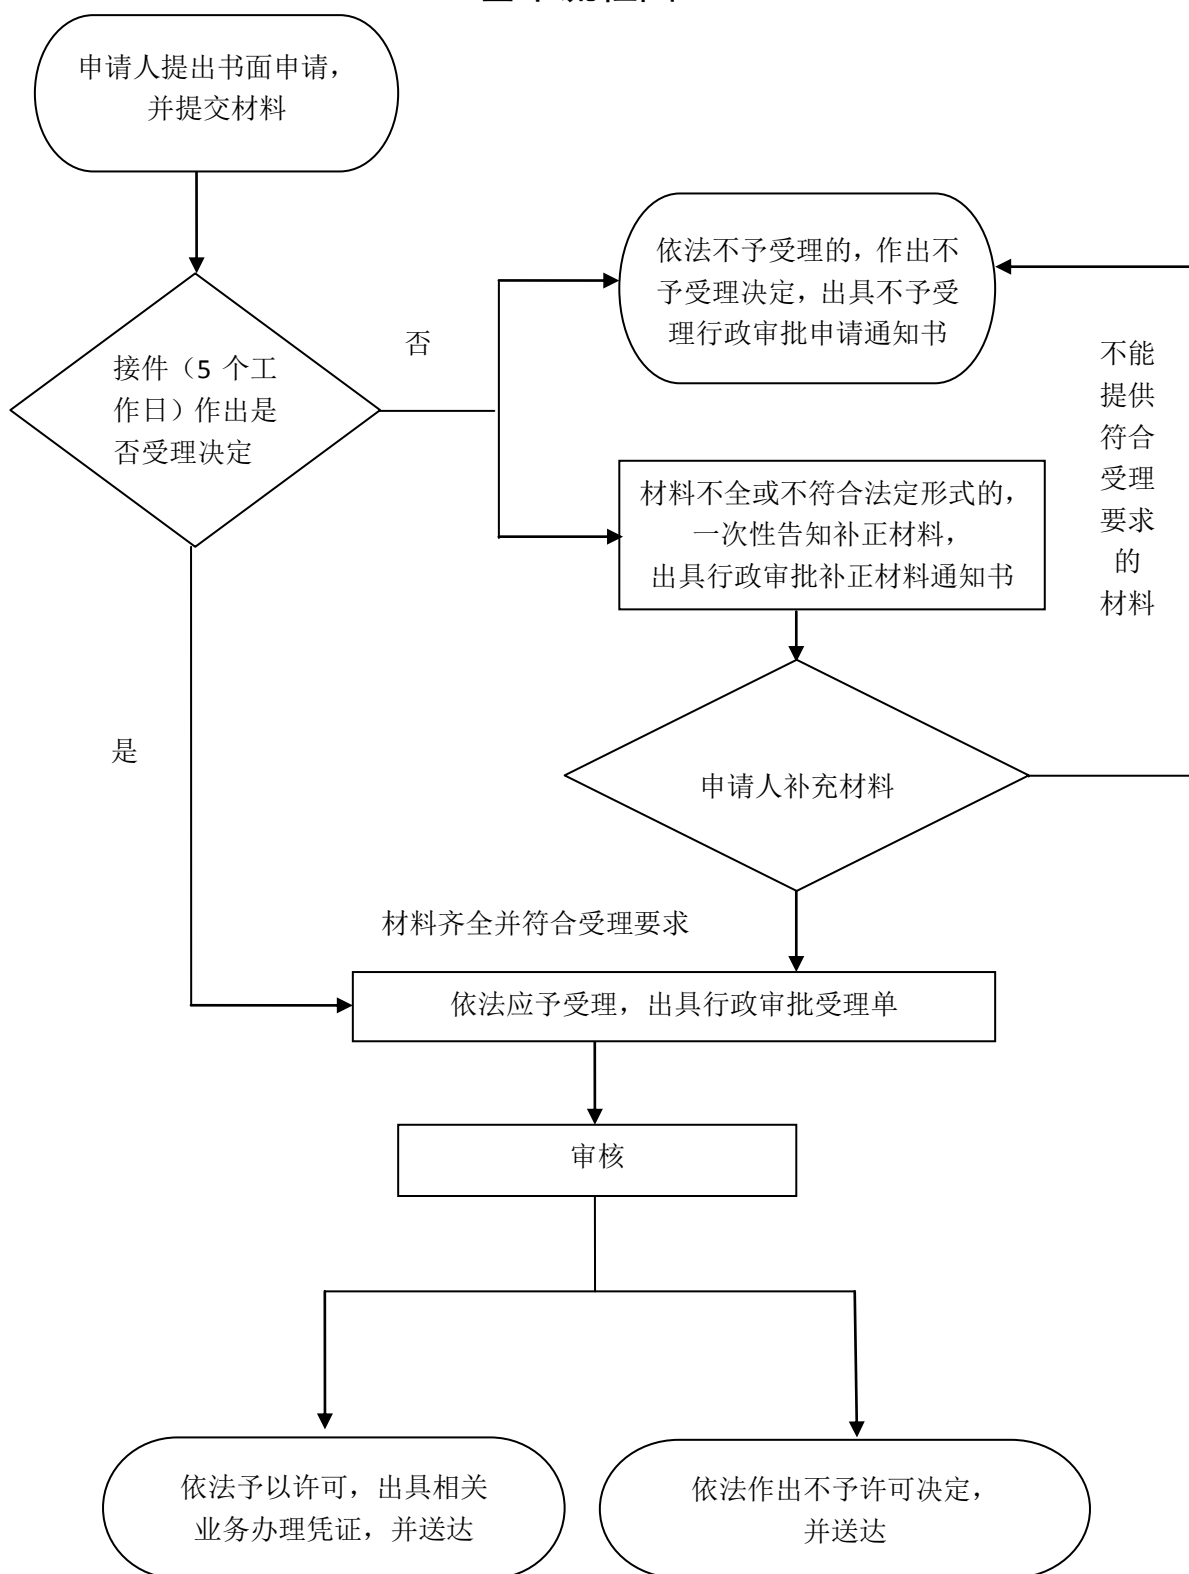 申请人提出书面申请，
并提交材料
依法不予受理的，作出不
予受理决定，出具不予受
理行政审批申请通知书
否
接件（5 个工
作日）作出是
否受理决定
不能
提供
符合
受理
要求
的
材料
材料不全或不符合法定形式的，
一次性告知补正材料，
出具行政审批补正材料通知书
是
申请人补充材料
材料齐全并符合受理要求
依法应予受理，出具行政审批受理单
审核
依法予以许可，出具相关
业务办理凭证，并送达
依法作出不予许可决定，
并送达